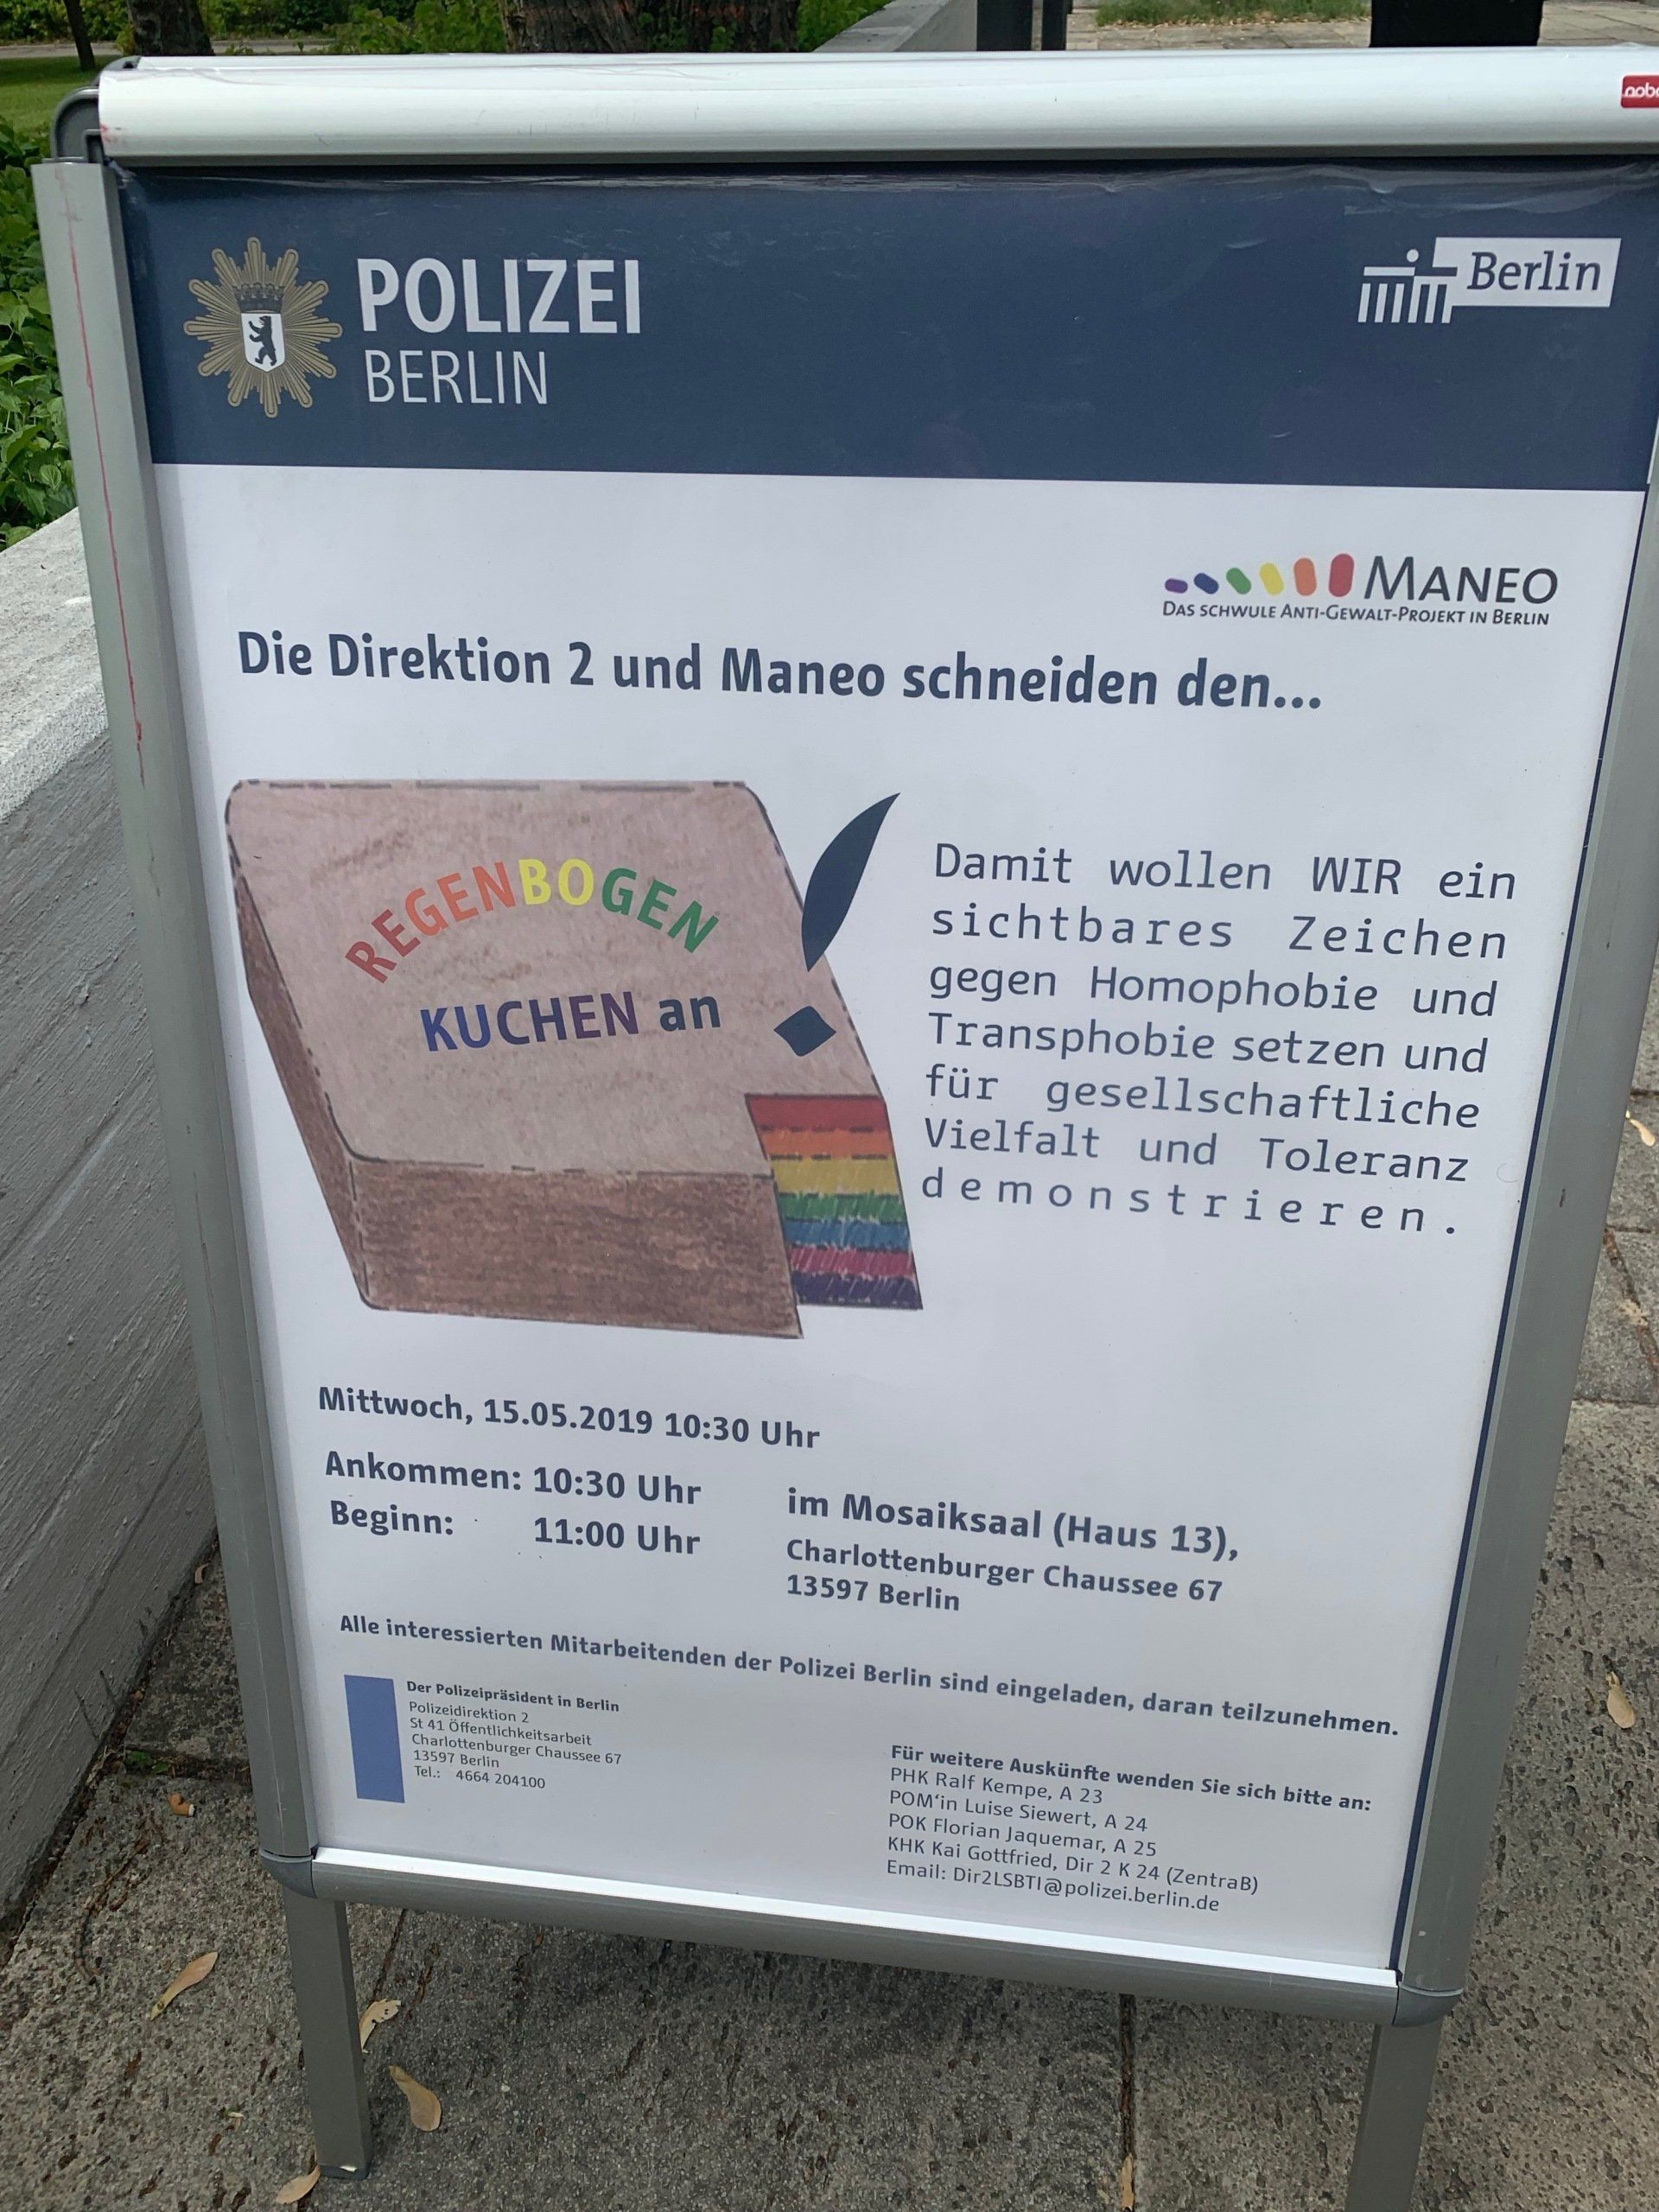 POLIZEI
BERLIN
Berlin
MANEO
DAS SCHWULE ANTI-GEWALT-PROJEKT IN BERLIN
Die Direktion 2 und Maneo schneiden den...
REGENBOGEN
KUCHEN an
Damit wollen WIR ein
sichtbares Zeichen
gegen Homophobie und
Transphobie setzen und
für gesellschaftliche
Vielfalt und Toleranz
demonstrieren.
Mittwoch, 15.05.2019 10:30 Uhr
Ankommen: 10:30 Uhr
Beginn: 11:00 Uhr
im Mosaiksaal (Haus 13),
Charlottenburger Chaussee 67
13597 Berlin
Alle interessierten Mitarbeitenden der Polizei Berlin sind eingeladen, daran teilzunehmen.
Der Polizeipräsident in Berlin
Polizeidirektion 2
St 41 Öffentlichkeitsarbeit
Charlottenburger Chaussee 67
13597 Berlin
Tel.: 4664 204100
Für weitere Auskünfte wenden Sie sich bitte an:
PHK Ralf Kempe, A 23
POM'in Luise Siewert, A 24
POK Florian Jaquemar, A 25
KHK Kai Gottfried, Dir 2 K 24 (ZentraB)
Email: Dir2LSBTI@polizei.berlin.de